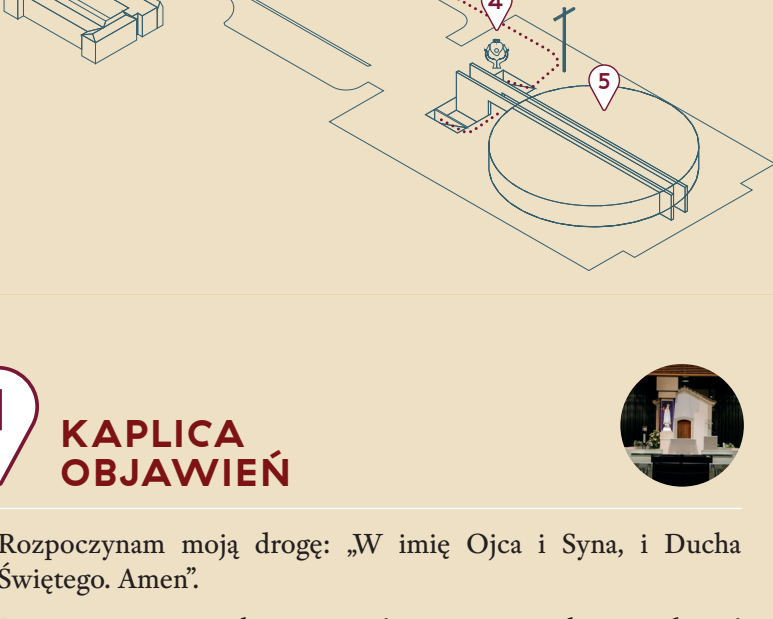 4
5
KAPLICA
OBJAWIEŃ
Rozpoczynam moją drogę: „W imię Ojca i Syna, i Ducha
Świętego. Amen”.